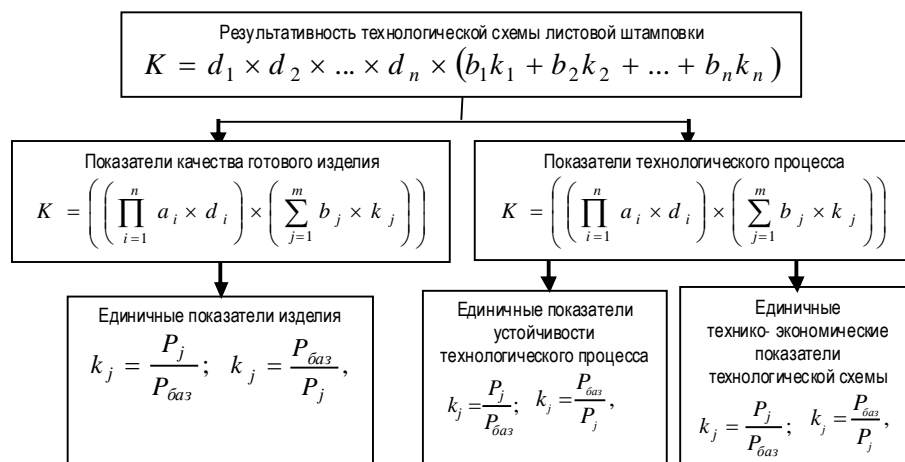 Результативность технологической схемы листовой штамповки
K = d₁ × d₂ × ... × dₙ × (b₁k₁ + b₂k₂ + ... + bₙkₙ)
Показатели качества готового изделия
K = ((∏ᵢ₌₁ⁿ aᵢ × dᵢ) × (∑ⱼ₌₁ᵐ bⱼ × kⱼ))
Показатели технологического процесса
K = ((∏ᵢ₌₁ⁿ aᵢ × dᵢ) × (∑ⱼ₌₁ᵐ bⱼ × kⱼ))
Единичные показатели изделия
kⱼ = Pⱼ / P_баз; kⱼ = P_баз / Pⱼ,
Единичные показатели
устойчивости
технологического процесса
kⱼ = Pⱼ / P_баз; kⱼ = P_баз / Pⱼ,
Единичные
технико- экономические
показатели
технологической схемы
kⱼ = Pⱼ / P_баз; kⱼ = P_баз / Pⱼ,